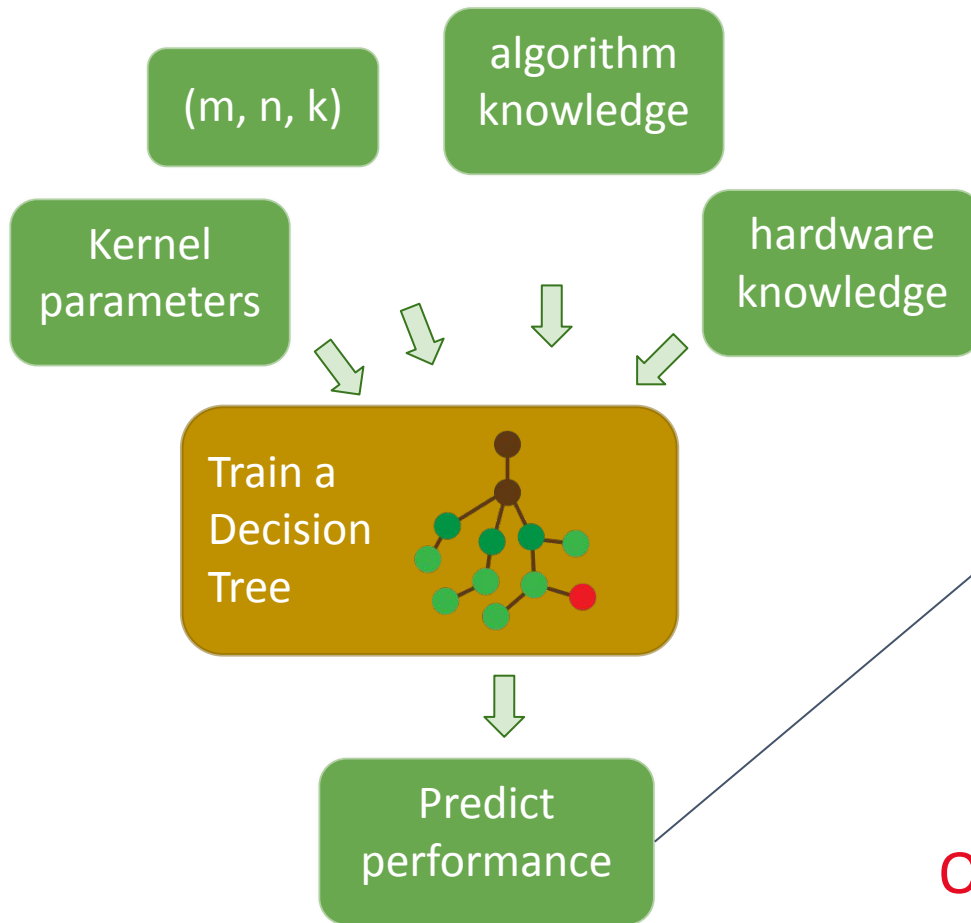 algorithm
knowledge
(m, n, k)
Kernel
parameters
hardware
knowledge
Train a
Decision
Tree
Predict
performance